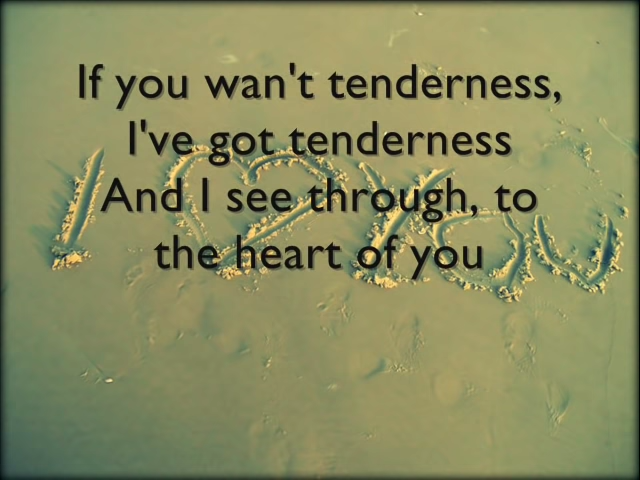 If you wan't tenderness,
I've got tenderness
And I see through, to
the heart of you
I ♡ You